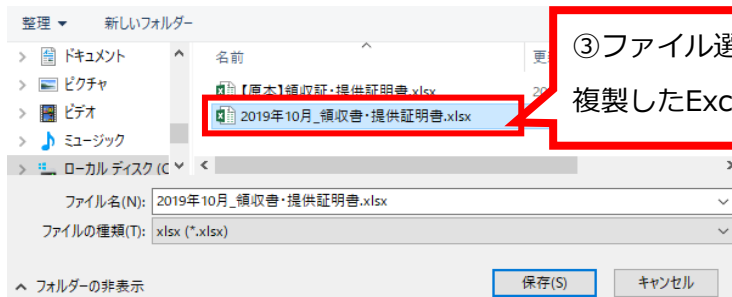 整理 新しいフォルダー
ドキュメント
ピクチャ
ビデオ
ミュージック
ローカル ディスク (C
名前
【原本】領収証・提供証明書.xlsx
2019年10月_領収書・提供証明書.xlsx
③ファイル選
複製したExc
ファイル名(N): 2019年10月_領収書・提供証明書.xlsx
ファイルの種類(T): xlsx (*.xlsx)
フォルダーの非表示 保存(S) キャンセル